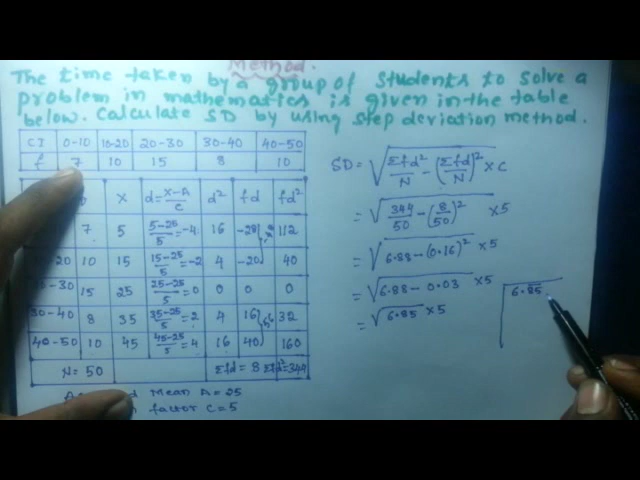 Method.
The time taken by a group of students to solve a
problem in mathematics is given in the table
below. Calculate SD by using step deviation method.
CI 0-10 10-20 20-30 30-40 40-50
f 7 10 15 8 10
x d=x-A/C d² fd fd²
7 5 5-25/5=-4 16 -28 112
20 10 15 15-25/5=-2 4 -20 40
-30 15 25 25-25/5=0 0 0 0
30-40 8 35 35-25/5=2 4 16 32
40-50 10 45 45-25/5=4 16 40 160
N=50 Σfd=8 Σfd²=344
Mean A=25
factor C=5
SD=√Σfd²/N-(Σfd/N)² ×C
=√344/50-(8/50)² ×5
=√6.88-(0.16)² ×5
=√6.88-0.03 ×5
=√6.85 ×5
6.85